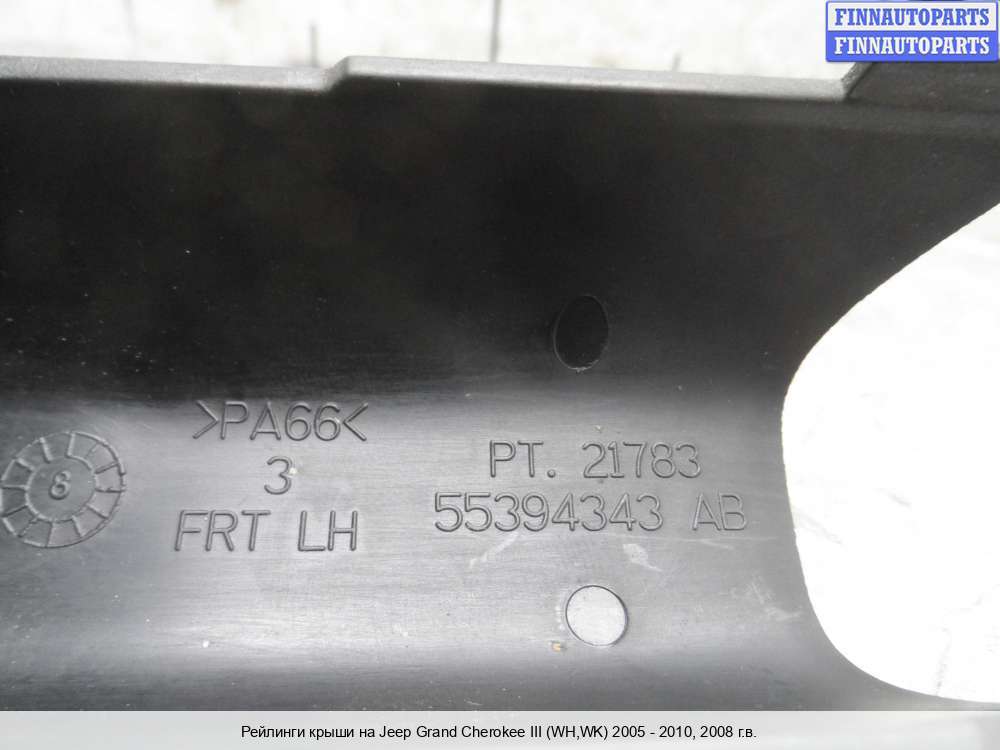 FINNAUTOPARTS
FINNAUTOPARTS
>PA66<
3
FRT LH
8
PT. 21783
55394343 AB
Рейлинги крыши на Jeep Grand Cherokee III (WH,WK) 2005 - 2010, 2008 г.в.